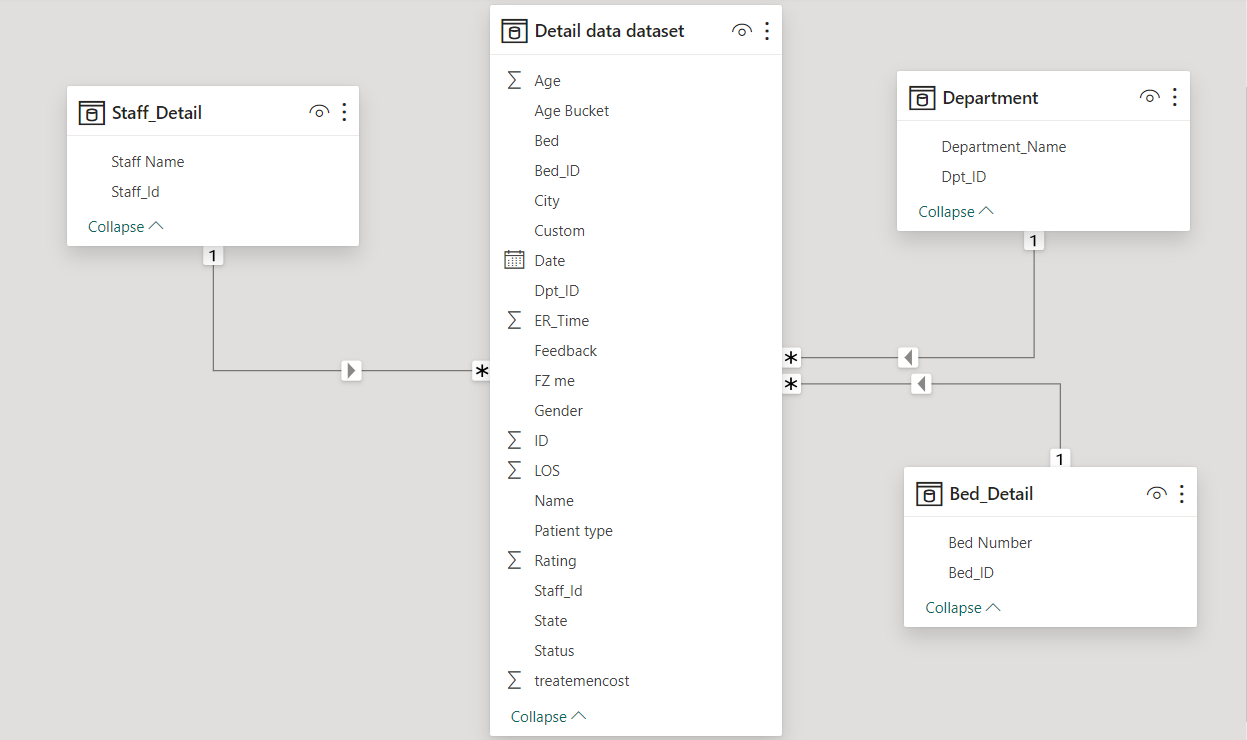 Staff_Detail
Staff Name
Staff_Id
Collapse
1
*
Detail data dataset
Age
Age Bucket
Bed
Bed_ID
City
Custom
Date
Dpt_ID
ER_Time
Feedback
FZ me
Gender
ID
LOS
Name
Patient type
Rating
Staff_Id
State
Status
treatemencost
Collapse
Department
Department_Name
Dpt_ID
Collapse
1
*
*
1
Bed_Detail
Bed Number
Bed_ID
Collapse